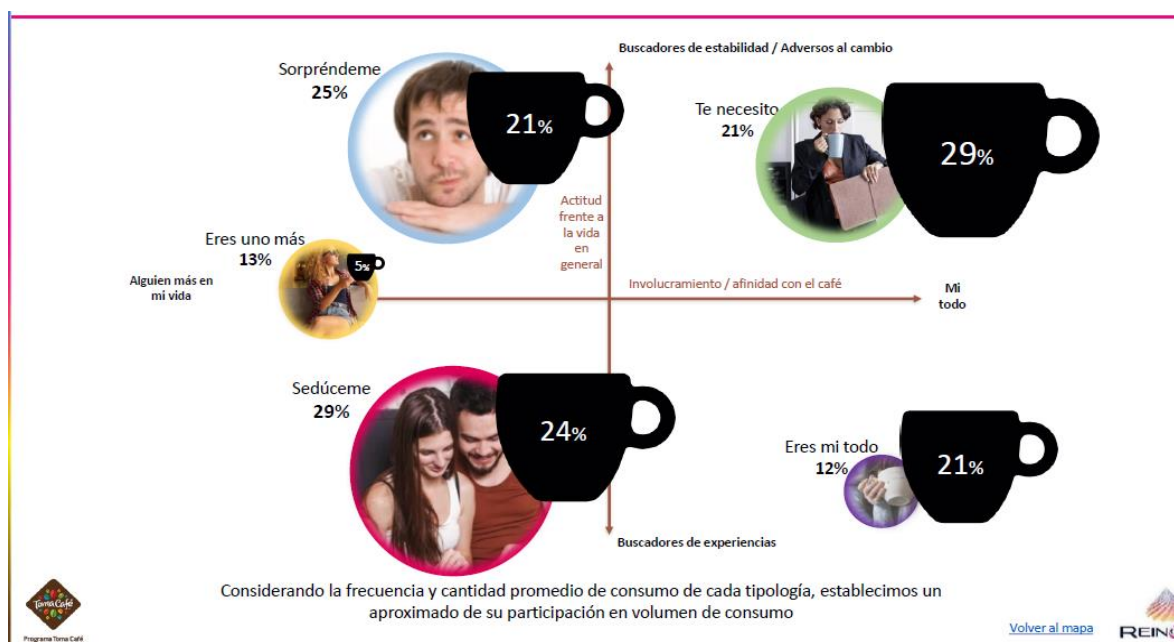 Buscadores de estabilidad / Adversos al cambio
Sorpréndeme
25%
21%
Te necesito
21%
29%
Actitud
frente a
la vida
en
general
Eres uno más
13%
5%
Alguien más en
mi vida
Involucramiento / afinidad con el café
Mi
todo
Sedúceme
29%
24%
Eres mi todo
12%
21%
Buscadores de experiencias
Considerando la frecuencia y cantidad promedio de consumo de cada tipología, establecimos un
aproximado de su participación en volumen de consumo
Toma Café
Programa Toma Café
Volver al mapa